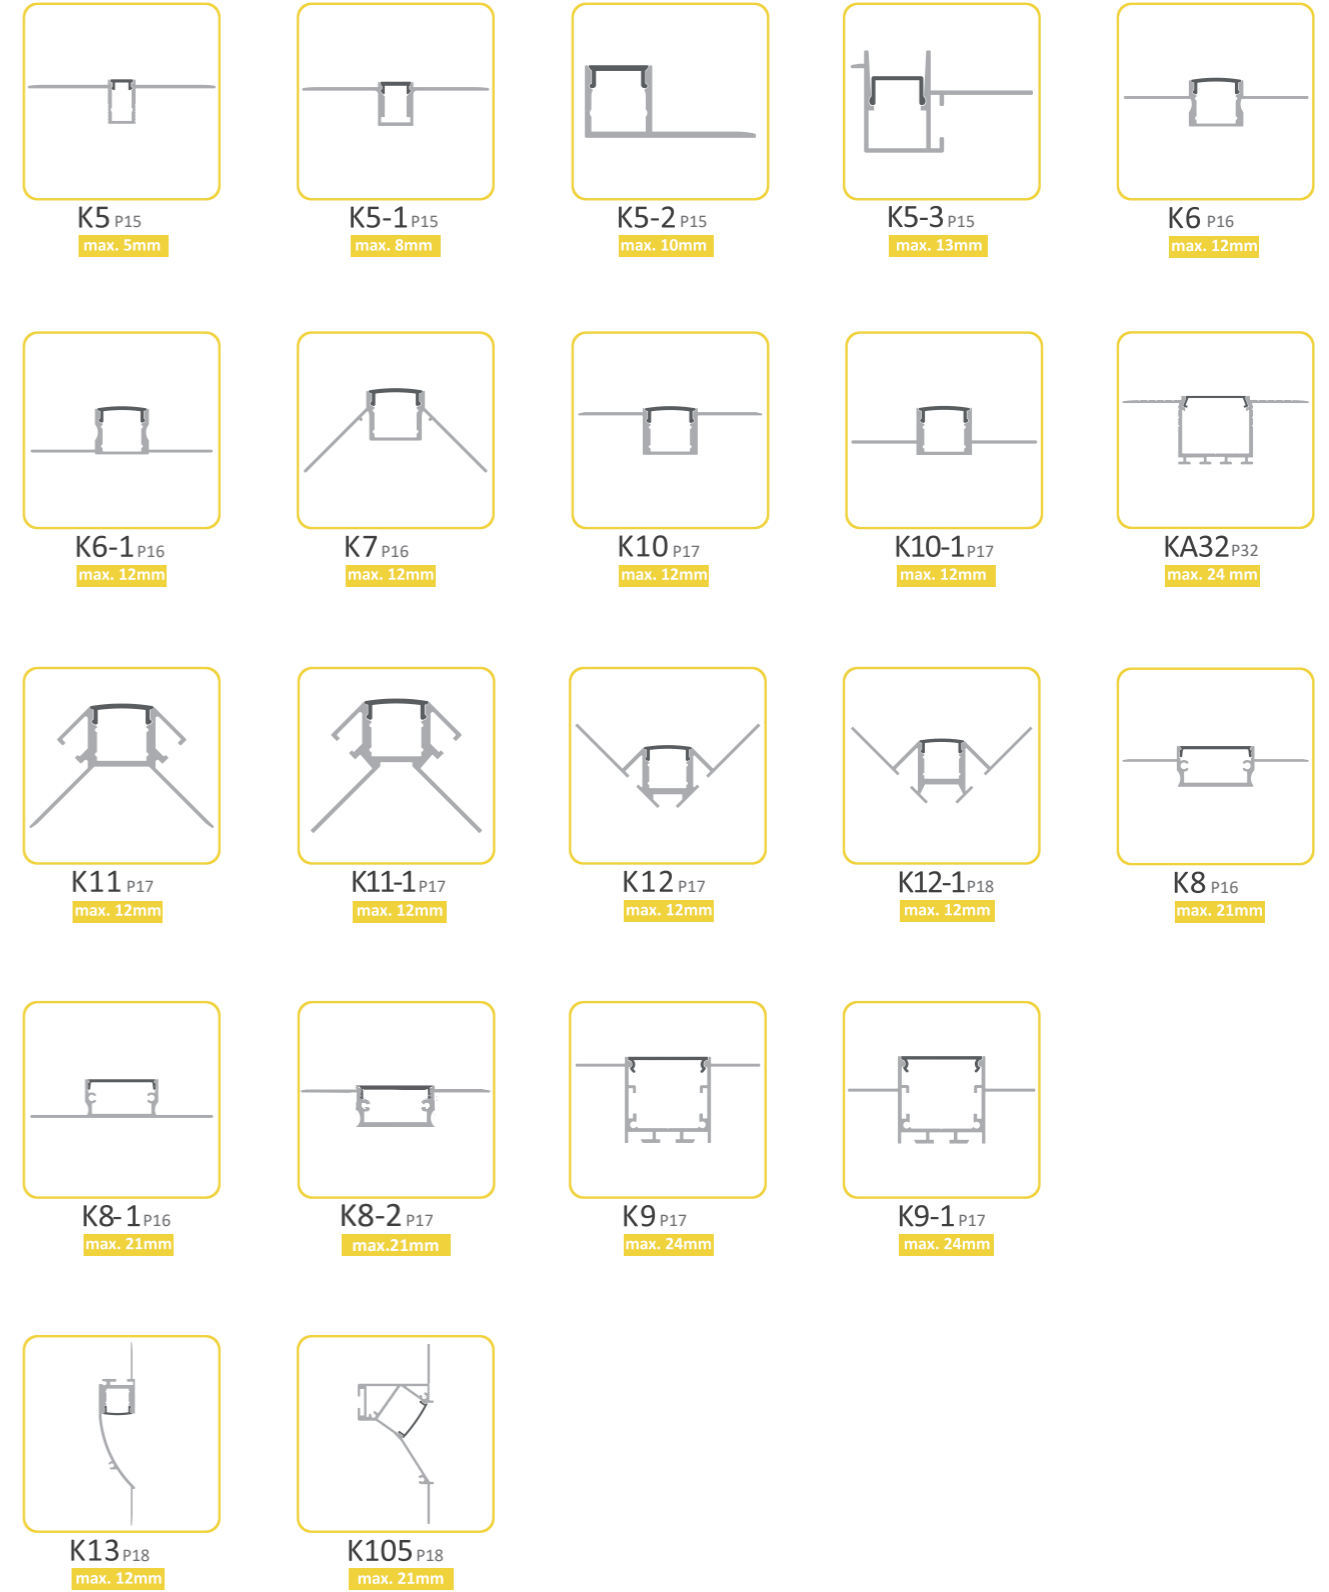 K5 P15
max. 5mm
K5-1 P15
max. 8mm
K5-2 P15
max. 10mm
K5-3 P15
max. 13mm
K6 P16
max. 12mm
K6-1 P16
max. 12mm
K7 P16
max. 12mm
K10 P17
max. 12mm
K10-1 P17
max. 12mm
KA32 P32
max. 24 mm
K11 P17
max. 12mm
K11-1 P17
max. 12mm
K12 P17
max. 12mm
K12-1 P18
max. 12mm
K8 P16
max. 21mm
K8-1 P16
max. 21mm
K8-2 P17
max.21mm
K9 P17
max. 24mm
K9-1 P17
max. 24mm
K13 P18
max. 12mm
K105 P18
max. 21mm